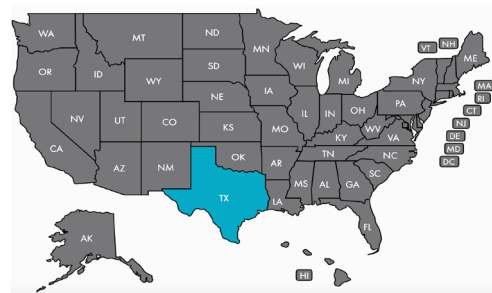 WA
MT
ND
MN
VT
NH
ME
OR
ID
SD
WI
MI
NY
MA
WY
RI
NE
IA
PA
CT
NV
UT
CO
IL
IN
OH
NJ
DE
KS
MO
WV
VA
MD
CA
KY
DC
AZ
NM
OK
AR
TN
NC
SC
TX
MS
AL
GA
LA
FL
AK
HI